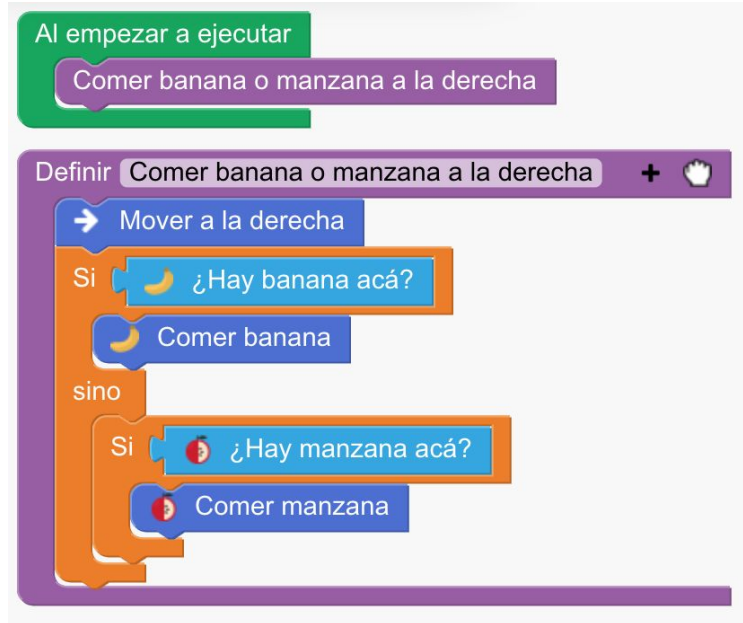 Al empezar a ejecutar
Comer banana o manzana a la derecha
Definir Comer banana o manzana a la derecha +
Mover a la derecha
Si ¿Hay banana acá?
Comer banana
sino
Si ¿Hay manzana acá?
Comer manzana